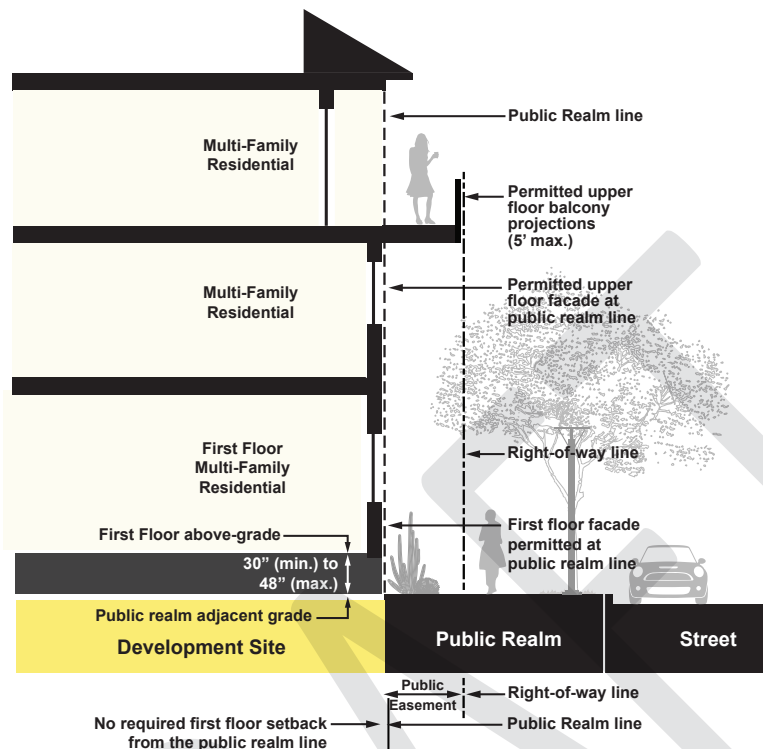 Public Realm line
Multi-Family
Residential
Permitted upper
floor balcony
projections
(5' max.)
Multi-Family
Residential
Permitted upper
floor facade at
public realm line
First Floor
Multi-Family
Residential
Right-of-way line
First Floor above-grade
First floor facade
permitted at
public realm line
30” (min.) to
48” (max.)
Public realm adjacent grade
Development Site
Public Realm
Street
Public
Easement
Right-of-way line
No required first floor setback
from the public realm line
Public Realm line